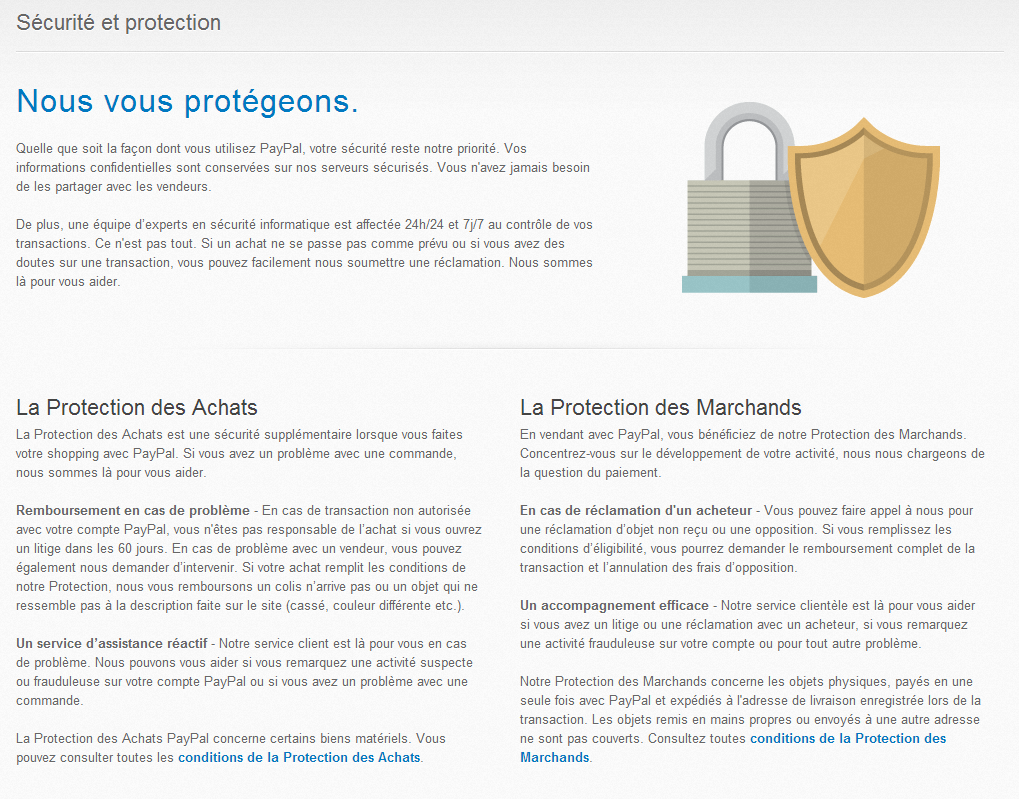 Sécurité et protection
Nous vous protégeons.
Quelle que soit la façon dont vous utilisez PayPal, votre sécurité reste notre priorité. Vos
informations confidentielles sont conservées sur nos serveurs sécurisés. Vous n'avez jamais besoin
de les partager avec les vendeurs.
De plus, une équipe d’experts en sécurité informatique est affectée 24h/24 et 7j/7 au contrôle de vos
transactions. Ce n'est pas tout. Si un achat ne se passe pas comme prévu ou si vous avez des
doutes sur une transaction, vous pouvez facilement nous soumettre une réclamation. Nous sommes
là pour vous aider.
La Protection des Achats
La Protection des Achats est une sécurité supplémentaire lorsque vous faites
votre shopping avec PayPal. Si vous avez un problème avec une commande,
nous sommes là pour vous aider.
Remboursement en cas de problème - En cas de transaction non autorisée
avec votre compte PayPal, vous n'êtes pas responsable de l’achat si vous ouvrez
un litige dans les 60 jours. En cas de problème avec un vendeur, vous pouvez
également nous demander d’intervenir. Si votre achat remplit les conditions de
notre Protection, nous vous remboursons un colis n’arrive pas ou un objet qui ne
ressemble pas à la description faite sur le site (cassé, couleur différente etc.).
Un service d’assistance réactif - Notre service client est là pour vous en cas
de problème. Nous pouvons vous aider si vous remarquez une activité suspecte
ou frauduleuse sur votre compte PayPal ou si vous avez un problème avec une
commande.
La Protection des Achats PayPal concerne certains biens matériels. Vous
pouvez consulter toutes les conditions de la Protection des Achats.
La Protection des Marchands
En vendant avec PayPal, vous bénéficiez de notre Protection des Marchands.
Concentrez-vous sur le développement de votre activité, nous nous chargeons de
la question du paiement.
En cas de réclamation d'un acheteur - Vous pouvez faire appel à nous pour
une réclamation d’objet non reçu ou une opposition. Si vous remplissez les
conditions d’éligibilité, vous pourrez demander le remboursement complet de la
transaction et l’annulation des frais d’opposition.
Un accompagnement efficace - Notre service clientèle est là pour vous aider
si vous avez un litige ou une réclamation avec un acheteur, si vous remarquez
une activité frauduleuse sur votre compte ou pour tout autre problème.
Notre Protection des Marchands concerne les objets physiques, payés en une
seule fois avec PayPal et expédiés à l'adresse de livraison enregistrée lors de la
transaction. Les objets remis en mains propres ou envoyés à une autre adresse
ne sont pas couverts. Consultez toutes conditions de la Protection des
Marchands.